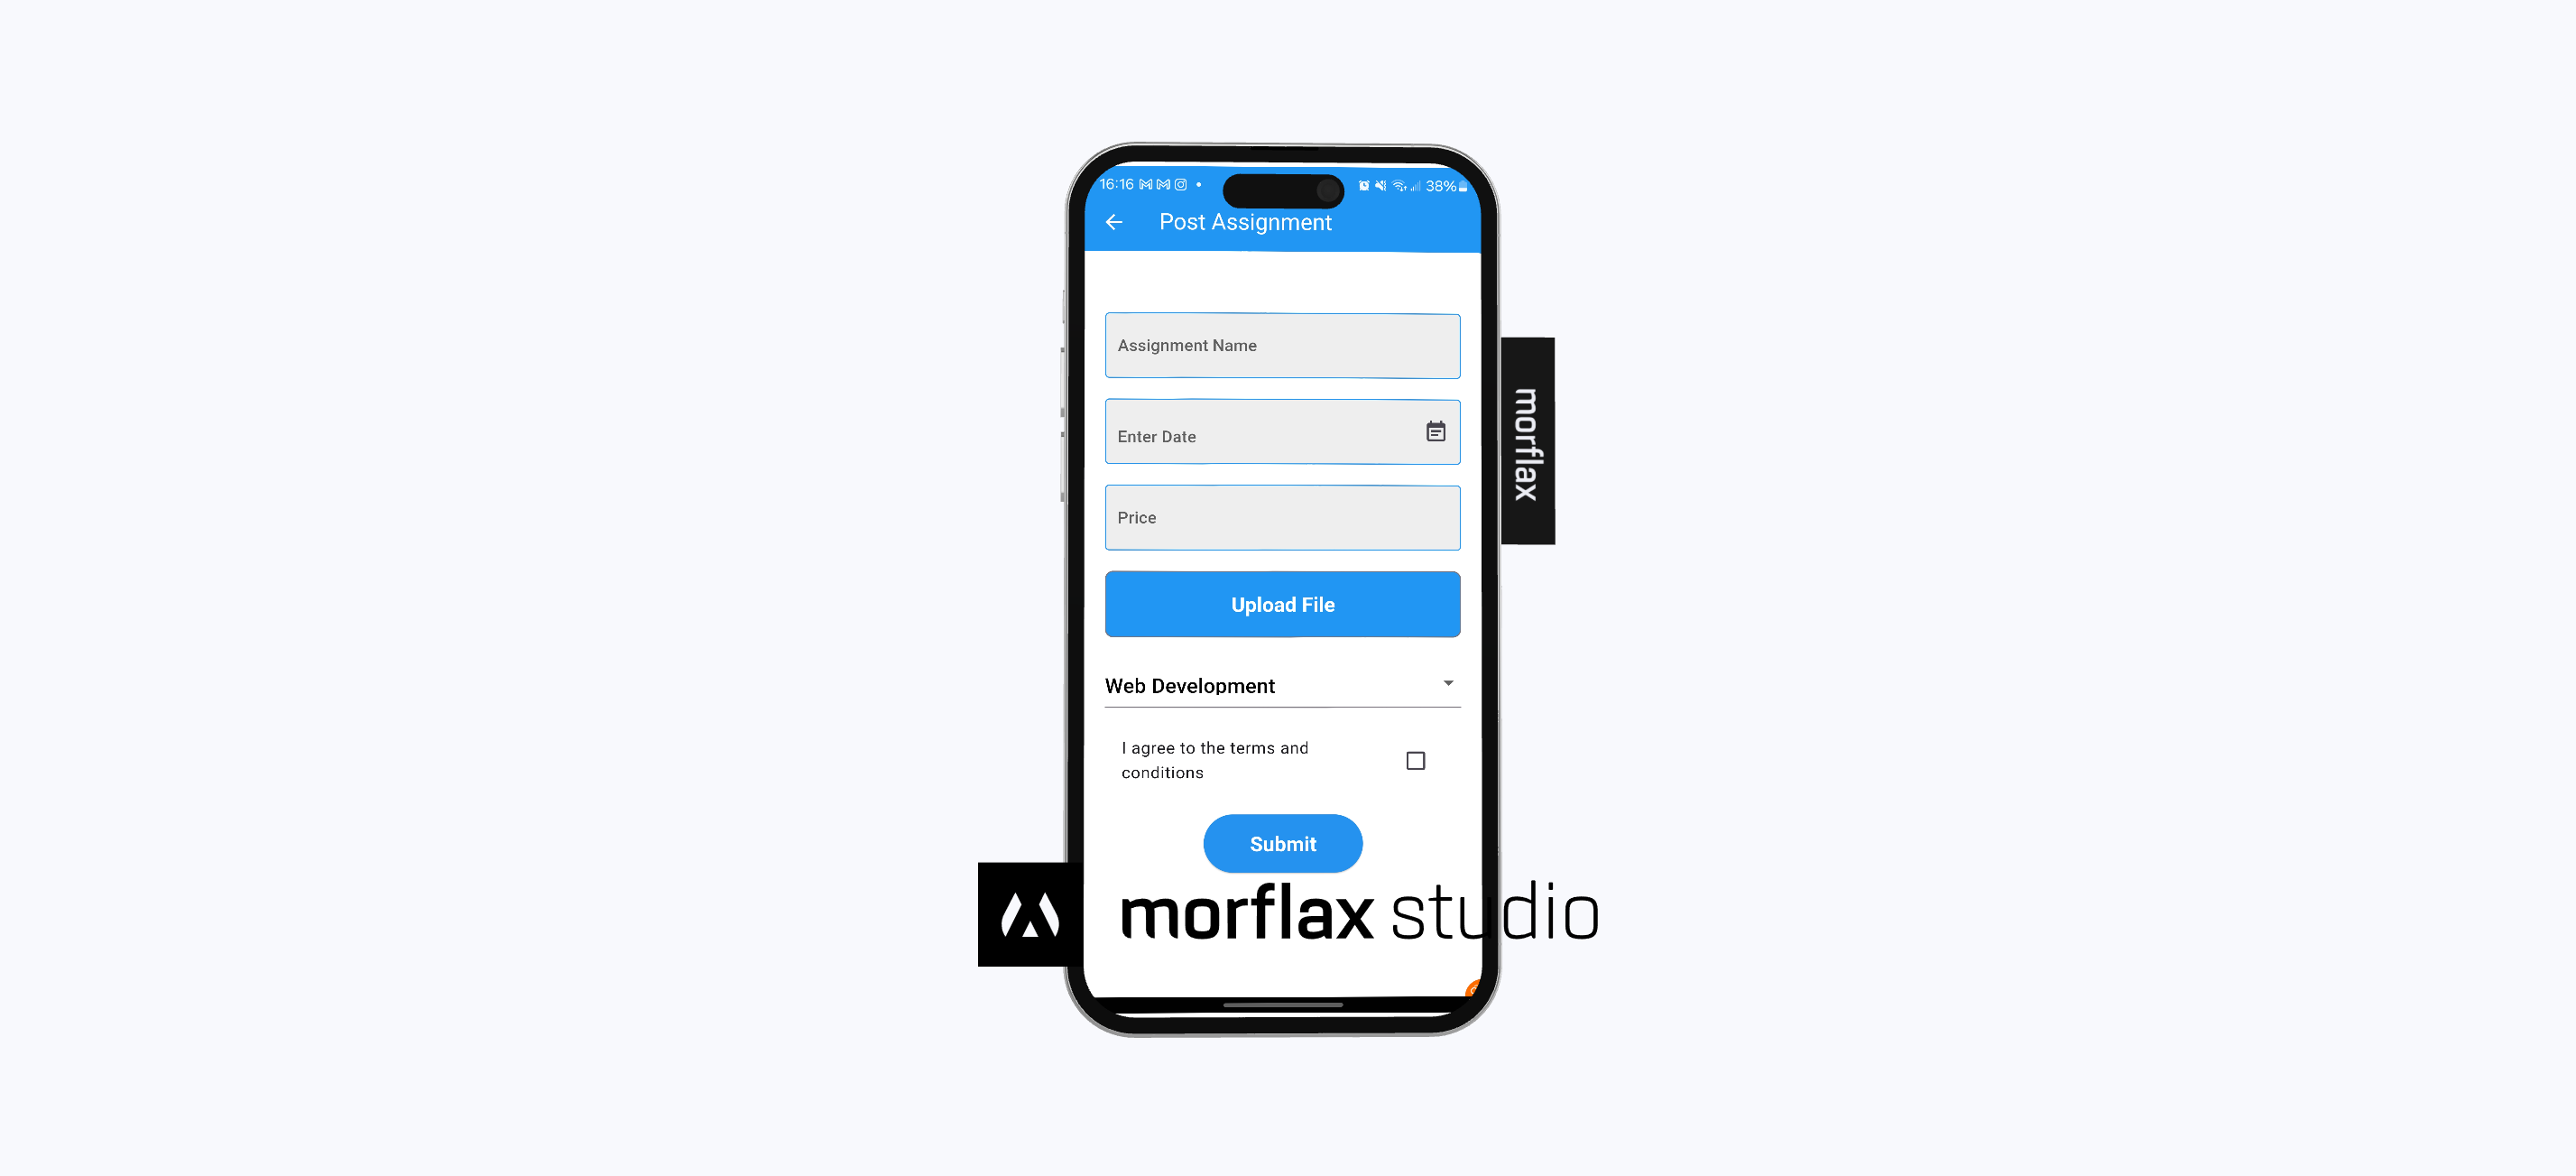 16:16
38%
Post Assignment
Assignment Name
Enter Date
Price
Upload File
Web Development
I agree to the terms and
conditions
Submit
morflax
morflax studio